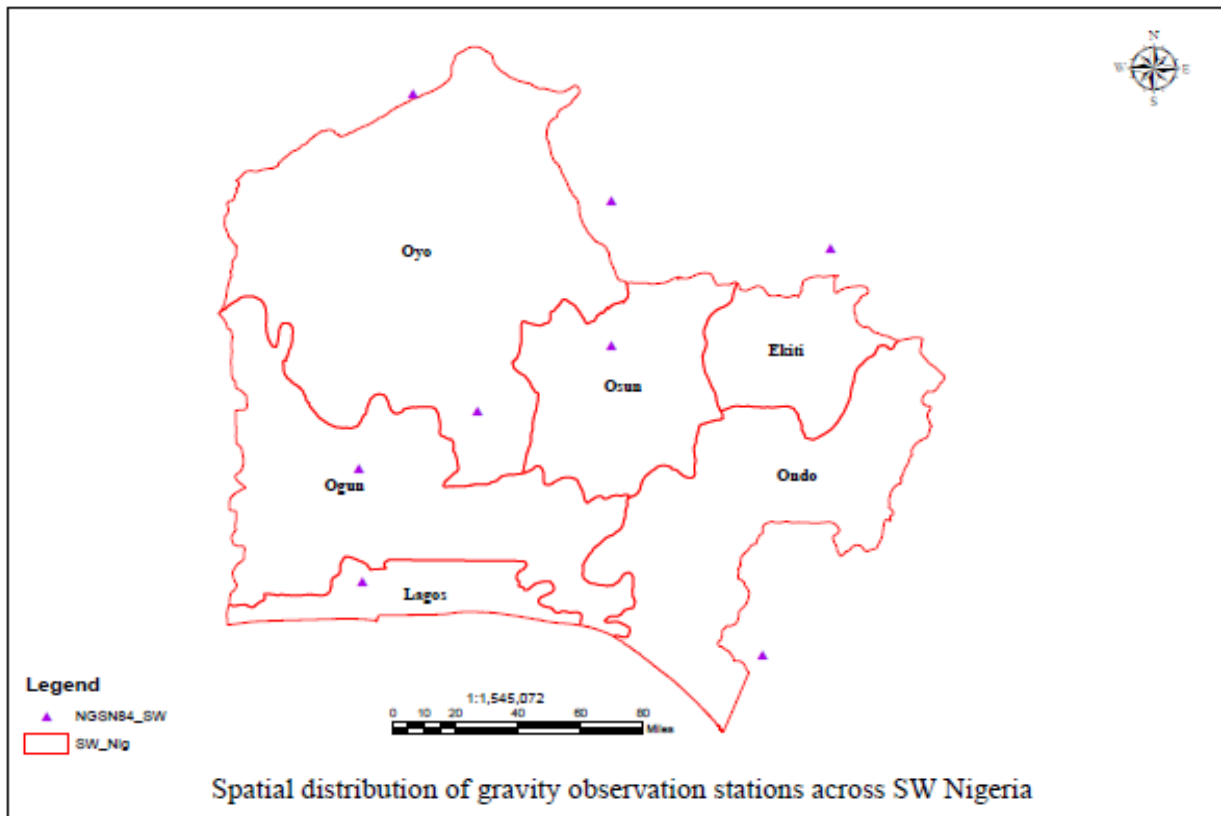 N
W E
S
Oyo
Ekiti
Osun
Ogun
Ondo
Lagos
Legend
NGSN84_SW
SW_Nig
1:1,545,072
0 10 20 40 60 80
Miles
Spatial distribution of gravity observation stations across SW Nigeria